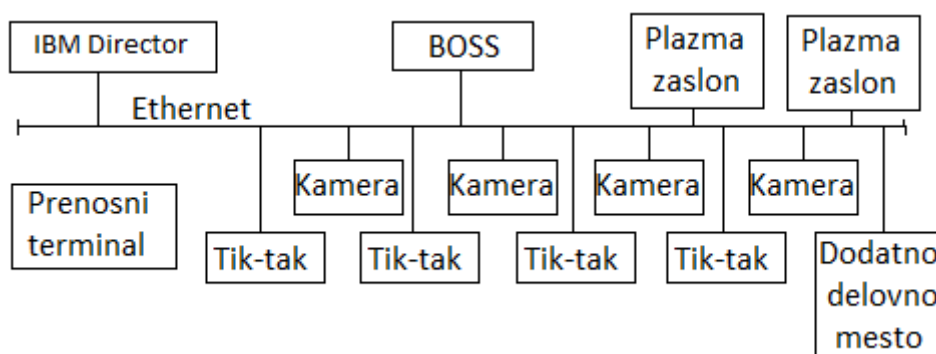 IBM Director
BOSS
Plazma
zaslon
Plazma
zaslon
Ethernet
Kamera
Kamera
Kamera
Kamera
Prenosni
terminal
Tik-tak
Tik-tak
Tik-tak
Tik-tak
Dodatno
delovno
mesto